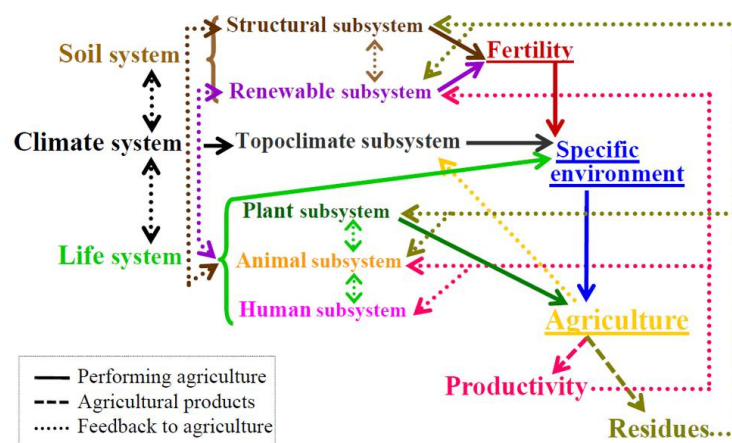 Structural subsystem
Soil system
Fertility
Renewable subsystem
Climate system
Topoclimate subsystem
Specific
environment
Plant subsystem
Life system
Animal subsystem
Human subsystem
Agriculture
Performing agriculture
Productivity
Agricultural products
Feedback to agriculture
Residues...